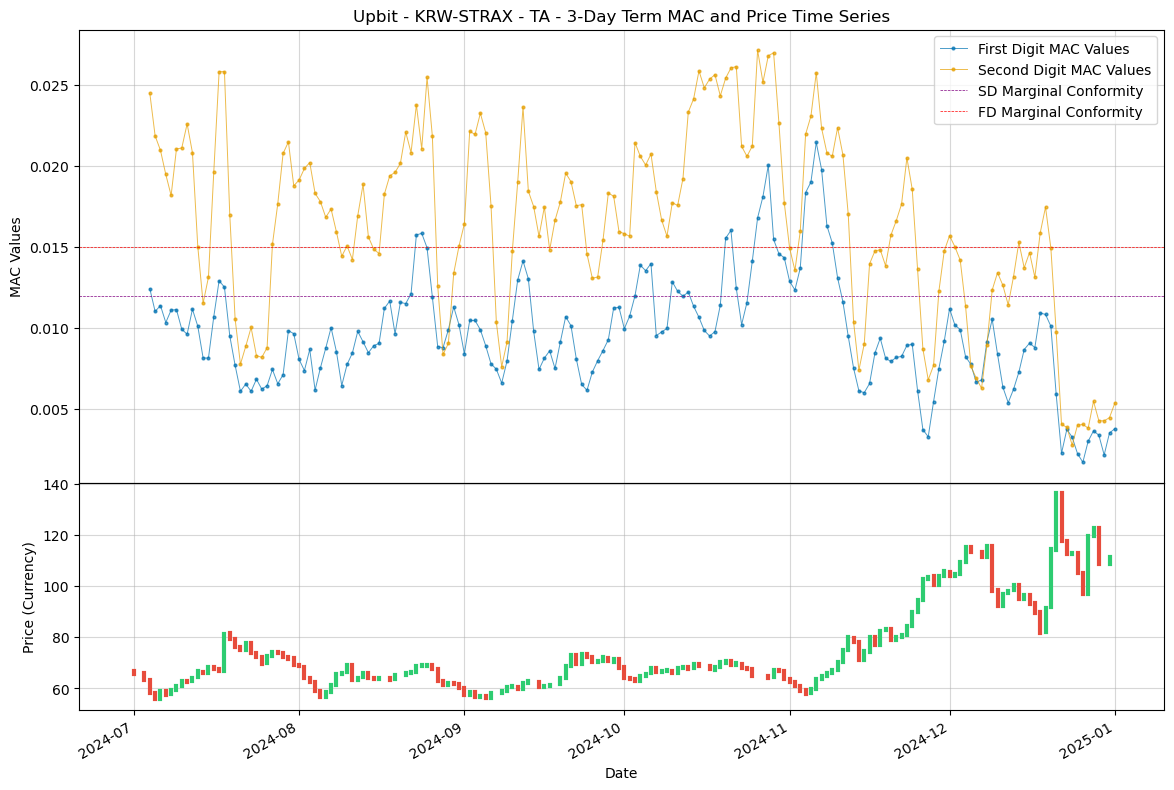 Upbit - KRW-STRAX - TA - 3-Day Term MAC and Price Time Series
First Digit MAC Values
Second Digit MAC Values
SD Marginal Conformity
FD Marginal Conformity
MAC Values
0.025
0.020
0.015
0.010
0.005
Price (Currency)
140
120
100
80
60
2024-07
2024-08
2024-09
2024-10
2024-11
2024-12
2025-01
Date